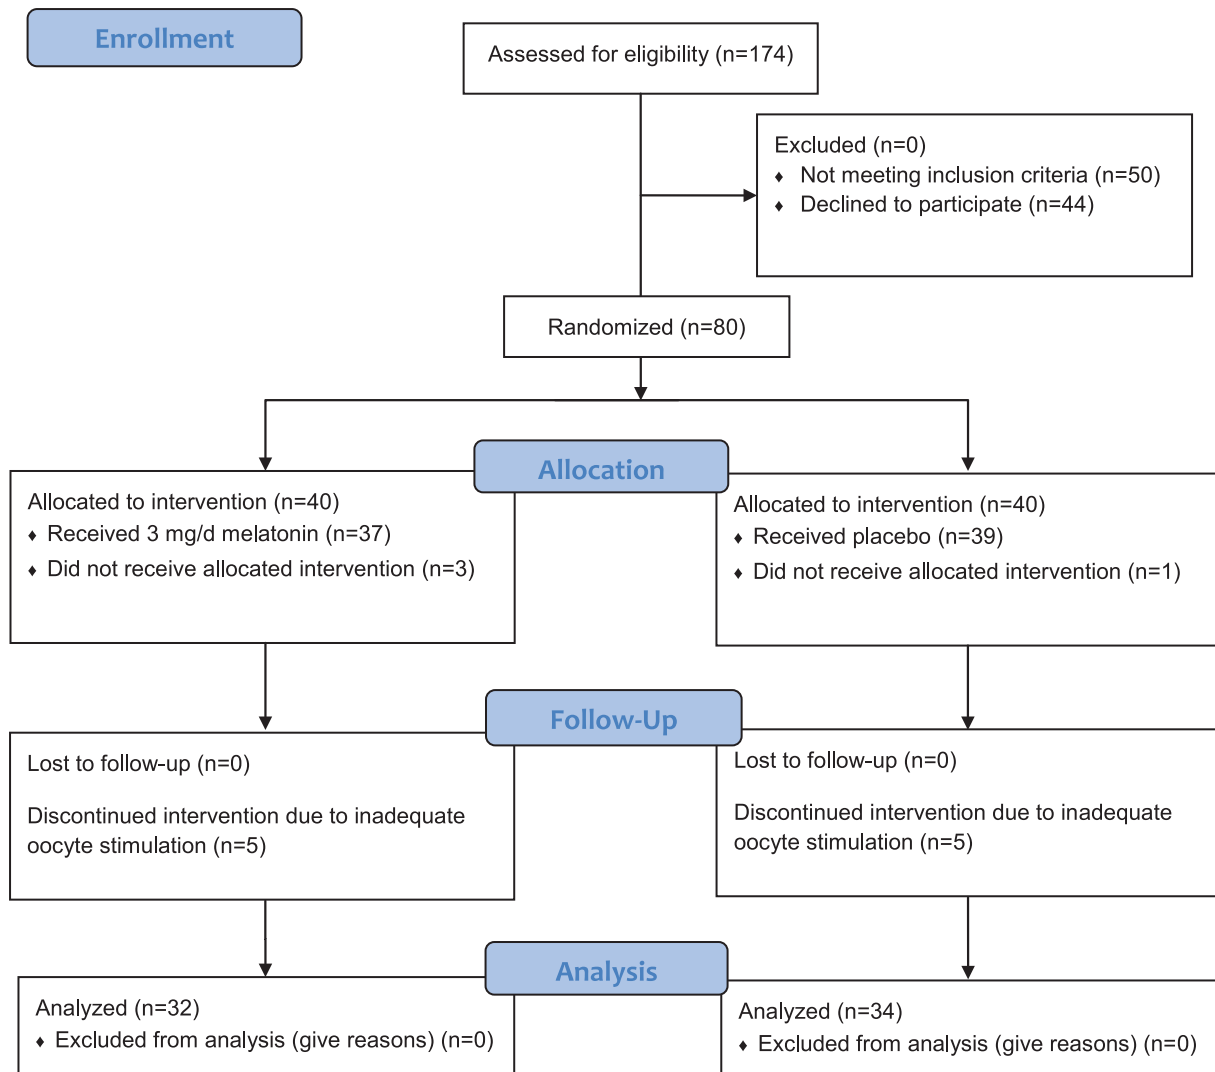 Enrollment
Assessed for eligibility (n=174)
Excluded (n=0)
♦ Not meeting inclusion criteria (n=50)
♦ Declined to participate (n=44)
Randomized (n=80)
Allocation
Allocated to intervention (n=40)
♦ Received 3 mg/d melatonin (n=37)
♦ Did not receive allocated intervention (n=3)
Allocated to intervention (n=40)
♦ Received placebo (n=39)
♦ Did not receive allocated intervention (n=1)
Follow-Up
Lost to follow-up (n=0)
Discontinued intervention due to inadequate
oocyte stimulation (n=5)
Lost to follow-up (n=0)
Discontinued intervention due to inadequate
oocyte stimulation (n=5)
Analysis
Analyzed (n=32)
♦ Excluded from analysis (give reasons) (n=0)
Analyzed (n=34)
♦ Excluded from analysis (give reasons) (n=0)